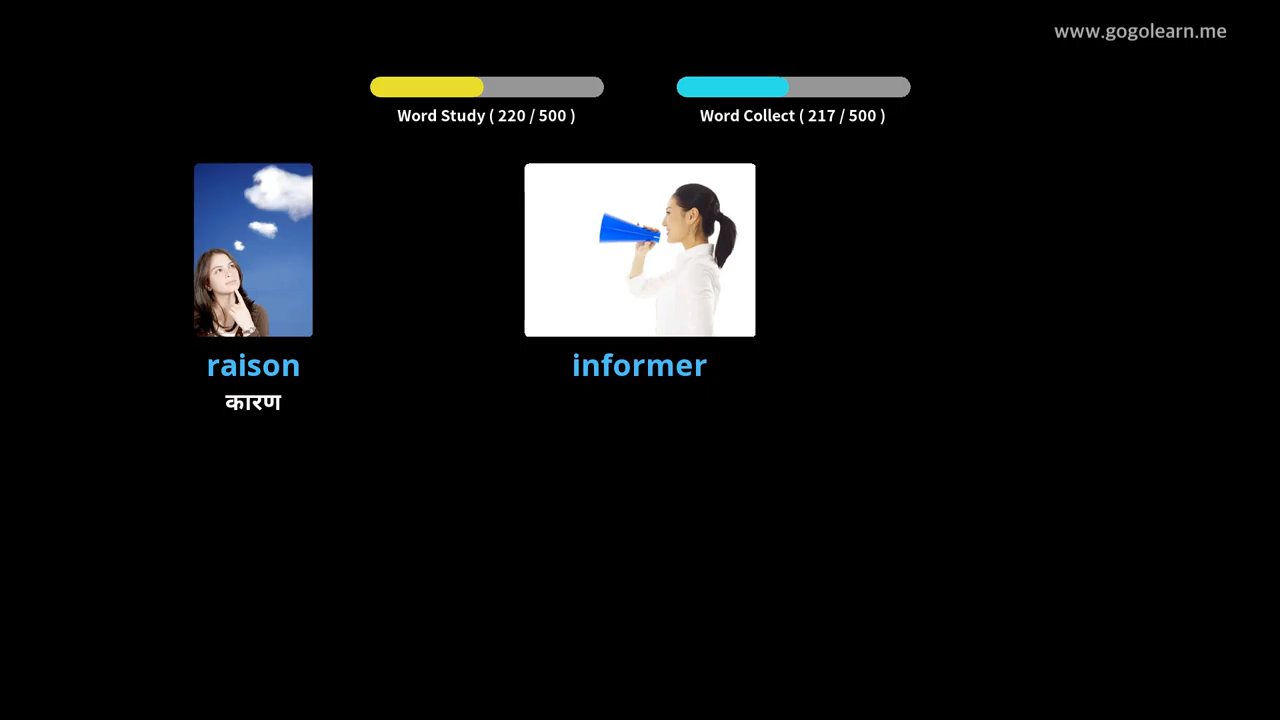 www.gogolearn.me
Word Study ( 220 / 500 )
Word Collect ( 217 / 500 )
raison
कारण
informer